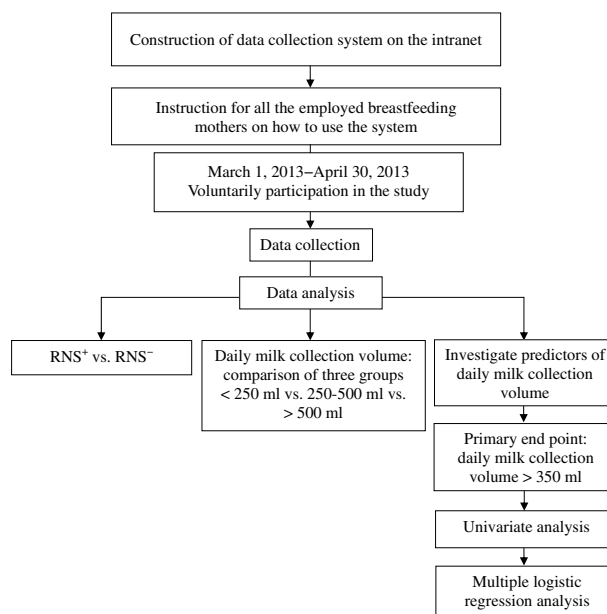 Construction of data collection system on the intranet
Instruction for all the employed breastfeeding
mothers on how to use the system
March 1, 2013–April 30, 2013
Voluntarily participation in the study
Data collection
Data analysis
RNS⁺ vs. RNS⁻
Daily milk collection volume:
comparison of three groups
< 250 ml vs. 250-500 ml vs.
> 500 ml
Investigate predictors of
daily milk collection
volume
Primary end point:
daily milk collection
volume > 350 ml
Univariate analysis
Multiple logistic
regression analysis